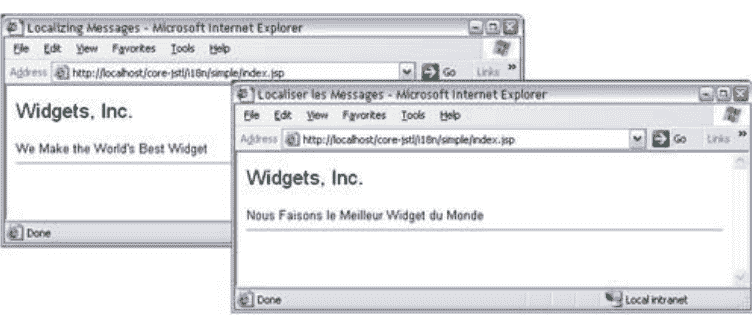 Localizing Messages - Microsoft Internet Explorer
File Edit View Favorites Tools Help
Address http://localhost/core-jstl/i18n/simple/index.jsp Go Links »
Widgets, Inc.
We Make the World's Best Widget
Done
Localiser les Messages - Microsoft Internet Explorer
File Edit View Favorites Tools Help
Address http://localhost/core-jstl/i18n/simple/index.jsp Go Links »
Widgets, Inc.
Nous Faisons le Meilleur Widget du Monde
Done Local intranet